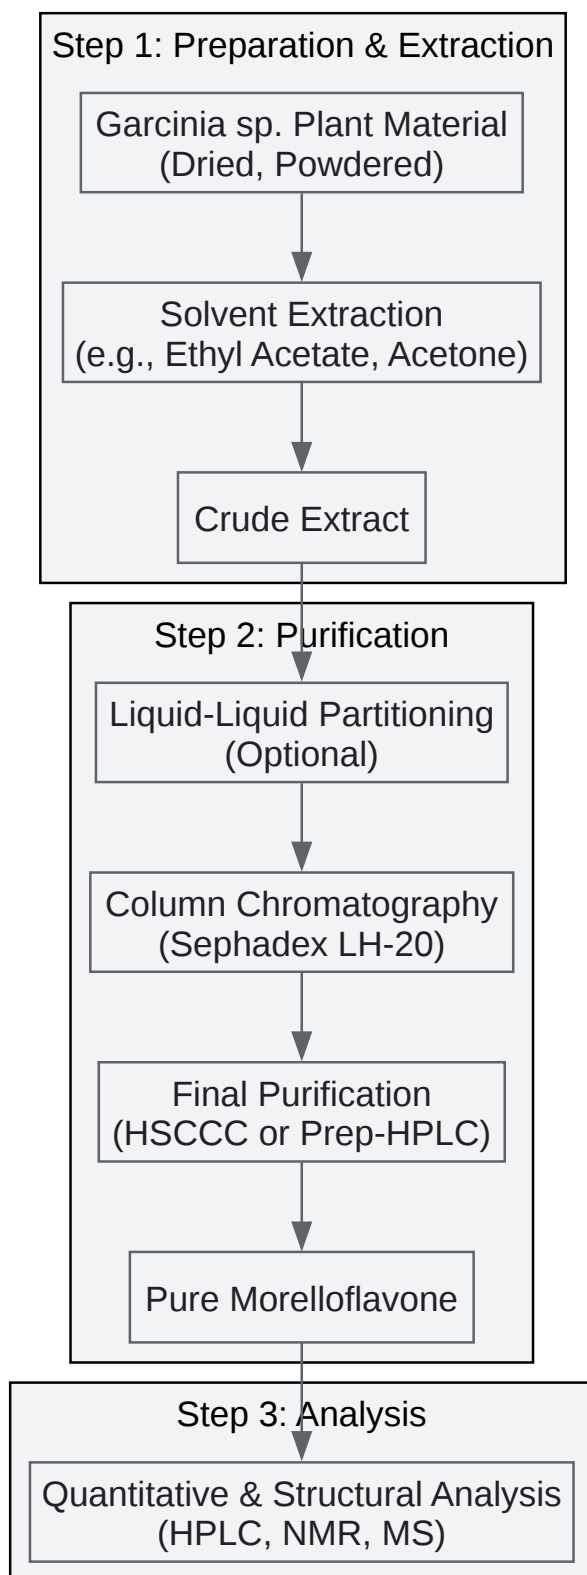 Step 1: Preparation & Extraction
Garcinia sp. Plant Material
(Dried, Powdered)
Solvent Extraction
(e.g., Ethyl Acetate, Acetone)
Crude Extract
Step 2: Purification
Liquid-Liquid Partitioning
(Optional)
Column Chromatography
(Sephadex LH-20)
Final Purification
(HSCCC or Prep-HPLC)
Pure Morelloflavone
Step 3: Analysis
Quantitative & Structural Analysis
(HPLC, NMR, MS)